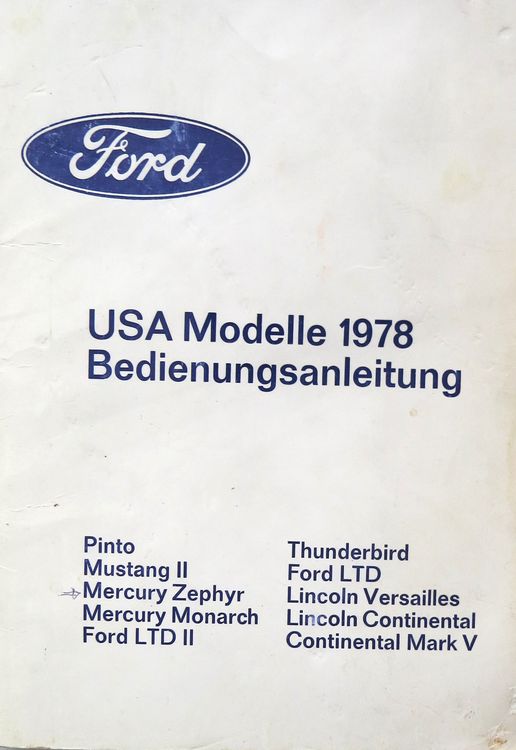 Ford
USA Modelle 1978
Bedienungsanleitung
Pinto
Mustang II
Mercury Zephyr
Mercury Monarch
Ford LTD II
Thunderbird
Ford LTD
Lincoln Versailles
Lincoln Continental
Continental Mark V